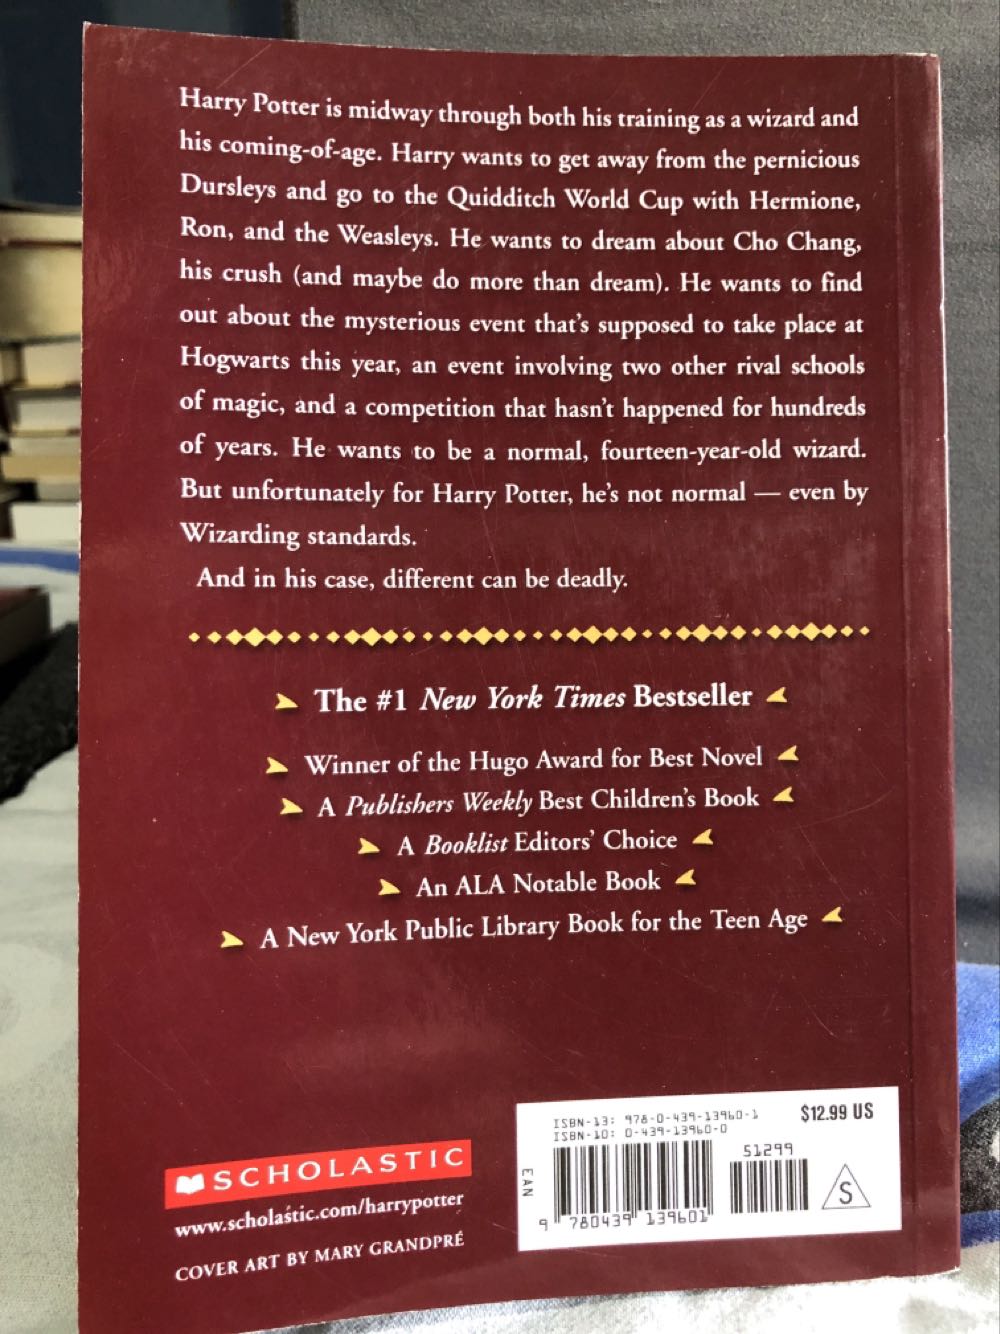 Harry Potter is midway through both his training as a wizard and
his coming-of-age. Harry wants to get away from the pernicious
Dursleys and go to the Quidditch World Cup with Hermione,
Ron, and the Weasleys. He wants to dream about Cho Chang,
his crush (and maybe do more than dream). He wants to find
out about the mysterious event that's supposed to take place at
Hogwarts this year, an event involving two other rival schools
of magic, and a competition that hasn't happened for hundreds
of years. He wants to be a normal, fourteen-year-old wizard.
But unfortunately for Harry Potter, he's not normal — even by
Wizarding standards.
And in his case, different can be deadly.
The #1 New York Times Bestseller
Winner of the Hugo Award for Best Novel
A Publishers Weekly Best Children's Book
A Booklist Editors' Choice
An ALA Notable Book
A New York Public Library Book for the Teen Age
SCHOLASTIC
www.scholastic.com/harrypotter
COVER ART BY MARY GRANDPRÉ
ISBN-13: 978-0-439-13960-1
ISBN-10: 0-439-13960-0
$12.99 US
51299
EAN
9 780439 139601
S